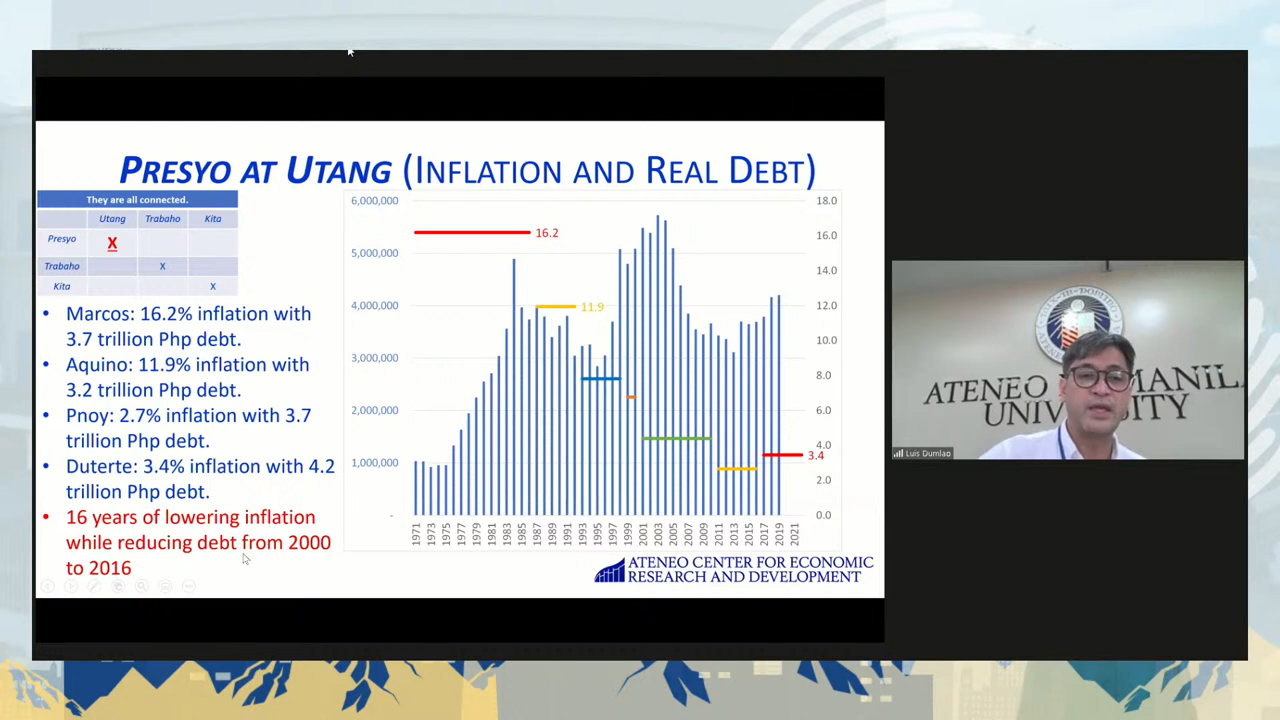 PRESYO AT UTANG (INFLATION AND REAL DEBT)
They are all connected.
Utang Trabaho Kita
Presyo X
Trabaho X
Kita X
• Marcos: 16.2% inflation with
3.7 trillion Php debt.
• Aquino: 11.9% inflation with
3.2 trillion Php debt.
• Pnoy: 2.7% inflation with 3.7
trillion Php debt.
• Duterte: 3.4% inflation with 4.2
trillion Php debt.
• 16 years of lowering inflation
while reducing debt from 2000
to 2016
6,000,000
5,000,000
4,000,000
3,000,000
2,000,000
1,000,000
-
16.2
11.9
3.4
18.0
16.0
14.0
12.0
10.0
8.0
6.0
4.0
2.0
0.0
1971 1973 1975 1977 1979 1981 1983 1985 1987 1989 1991 1993 1995 1997 1999 2001 2003 2005 2007 2009 2011 2013 2015 2017 2019 2021
ATENEO CENTER FOR ECONOMIC
RESEARCH AND DEVELOPMENT
ATENEO MANIL
UNIVERSITY
Luis Dumlao